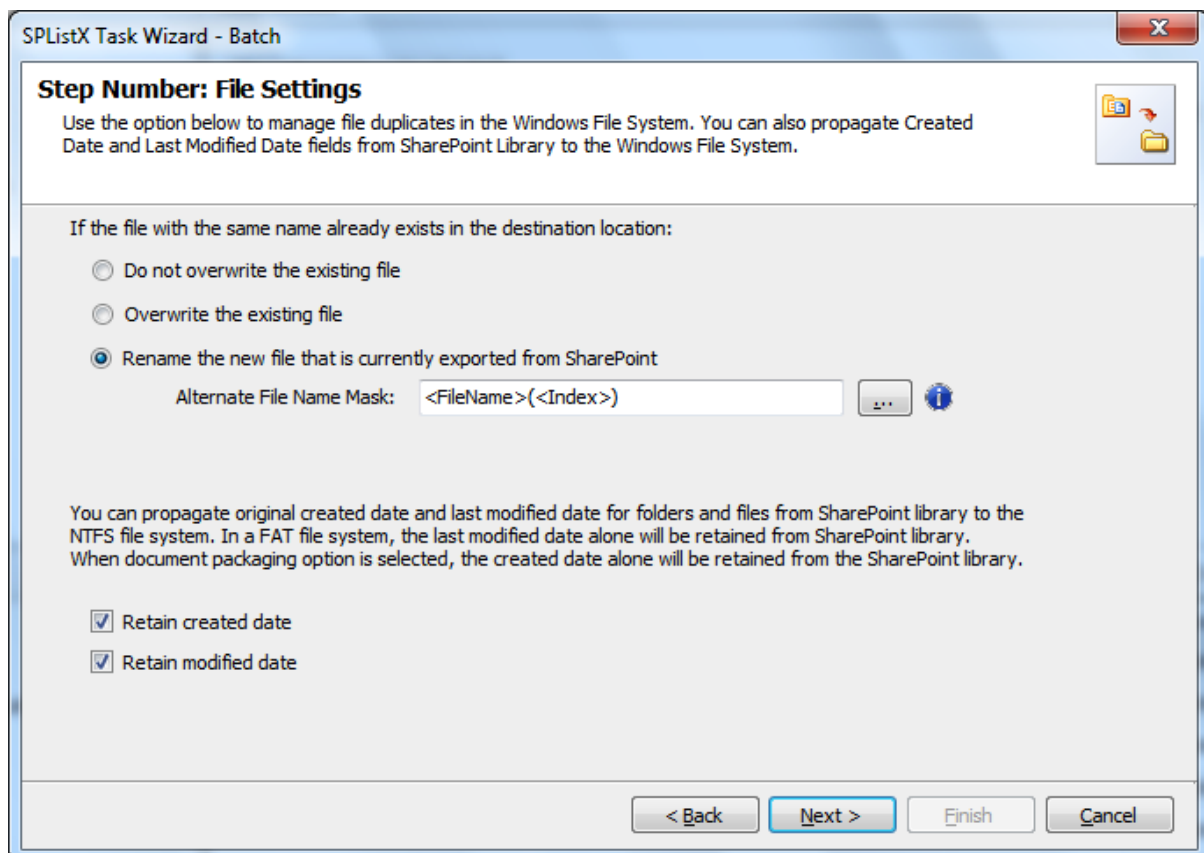 SPListX Task Wizard - Batch
X
Step Number: File Settings
Use the option below to manage file duplicates in the Windows File System. You can also propagate Created
Date and Last Modified Date fields from SharePoint Library to the Windows File System.
If the file with the same name already exists in the destination location:
Do not overwrite the existing file
Overwrite the existing file
Rename the new file that is currently exported from SharePoint
Alternate File Name Mask: <FileName>(<Index>) ... i
You can propagate original created date and last modified date for folders and files from SharePoint library to the
NTFS file system. In a FAT file system, the last modified date alone will be retained from SharePoint library.
When document packaging option is selected, the created date alone will be retained from the SharePoint library.
Retain created date
Retain modified date
< Back Next > Finish Cancel